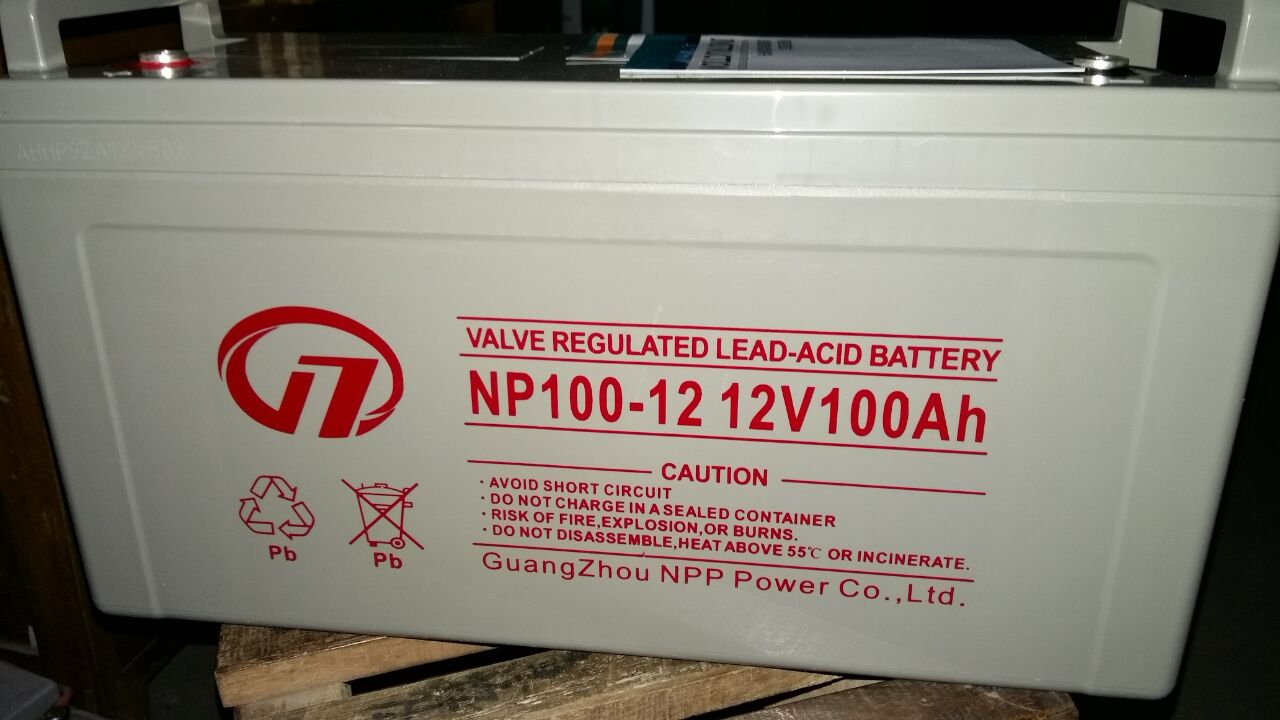 VALVE REGULATED LEAD-ACID BATTERY
NP100-12 12V100Ah
CAUTION
· AVOID SHORT CIRCUIT
· DO NOT CHARGE IN A SEALED CONTAINER
· RISK OF FIRE,EXPLOSION,OR BURNS.
· DO NOT DISASSEMBLE,HEAT ABOVE 55℃ OR INCINERATE.
GuangZhou NPP Power Co.,Ltd.
Pb
Pb